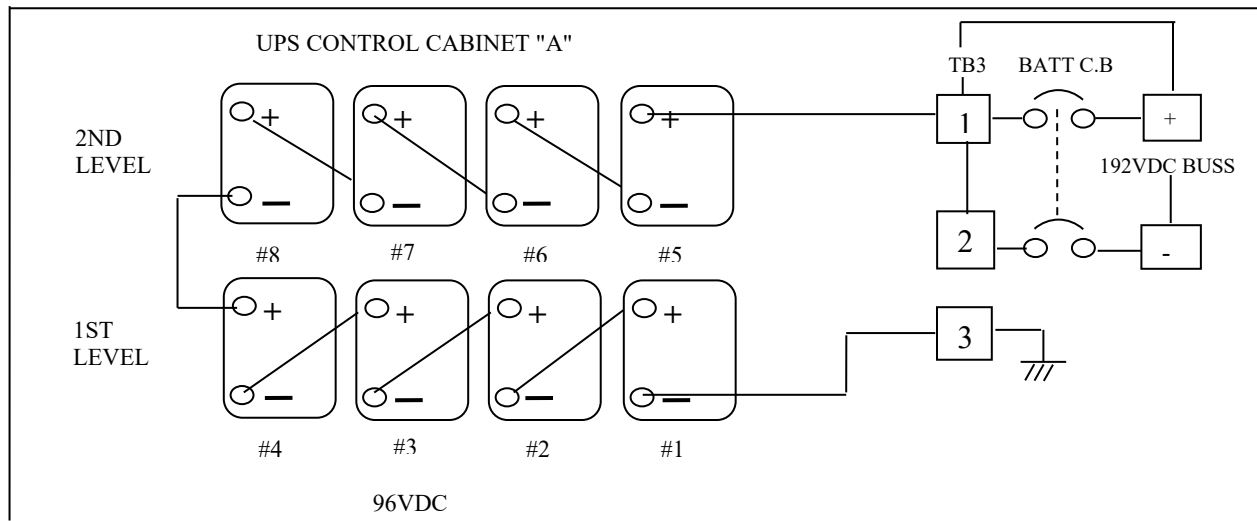 UPS CONTROL CABINET "A"
TB3 BATT C.B
2ND
LEVEL
+ + + +
1 +
192VDC BUSS
- - - -
2 -
#8 #7 #6 #5
1ST
LEVEL
+ + + +
3
- - - -
#4 #3 #2 #1
96VDC